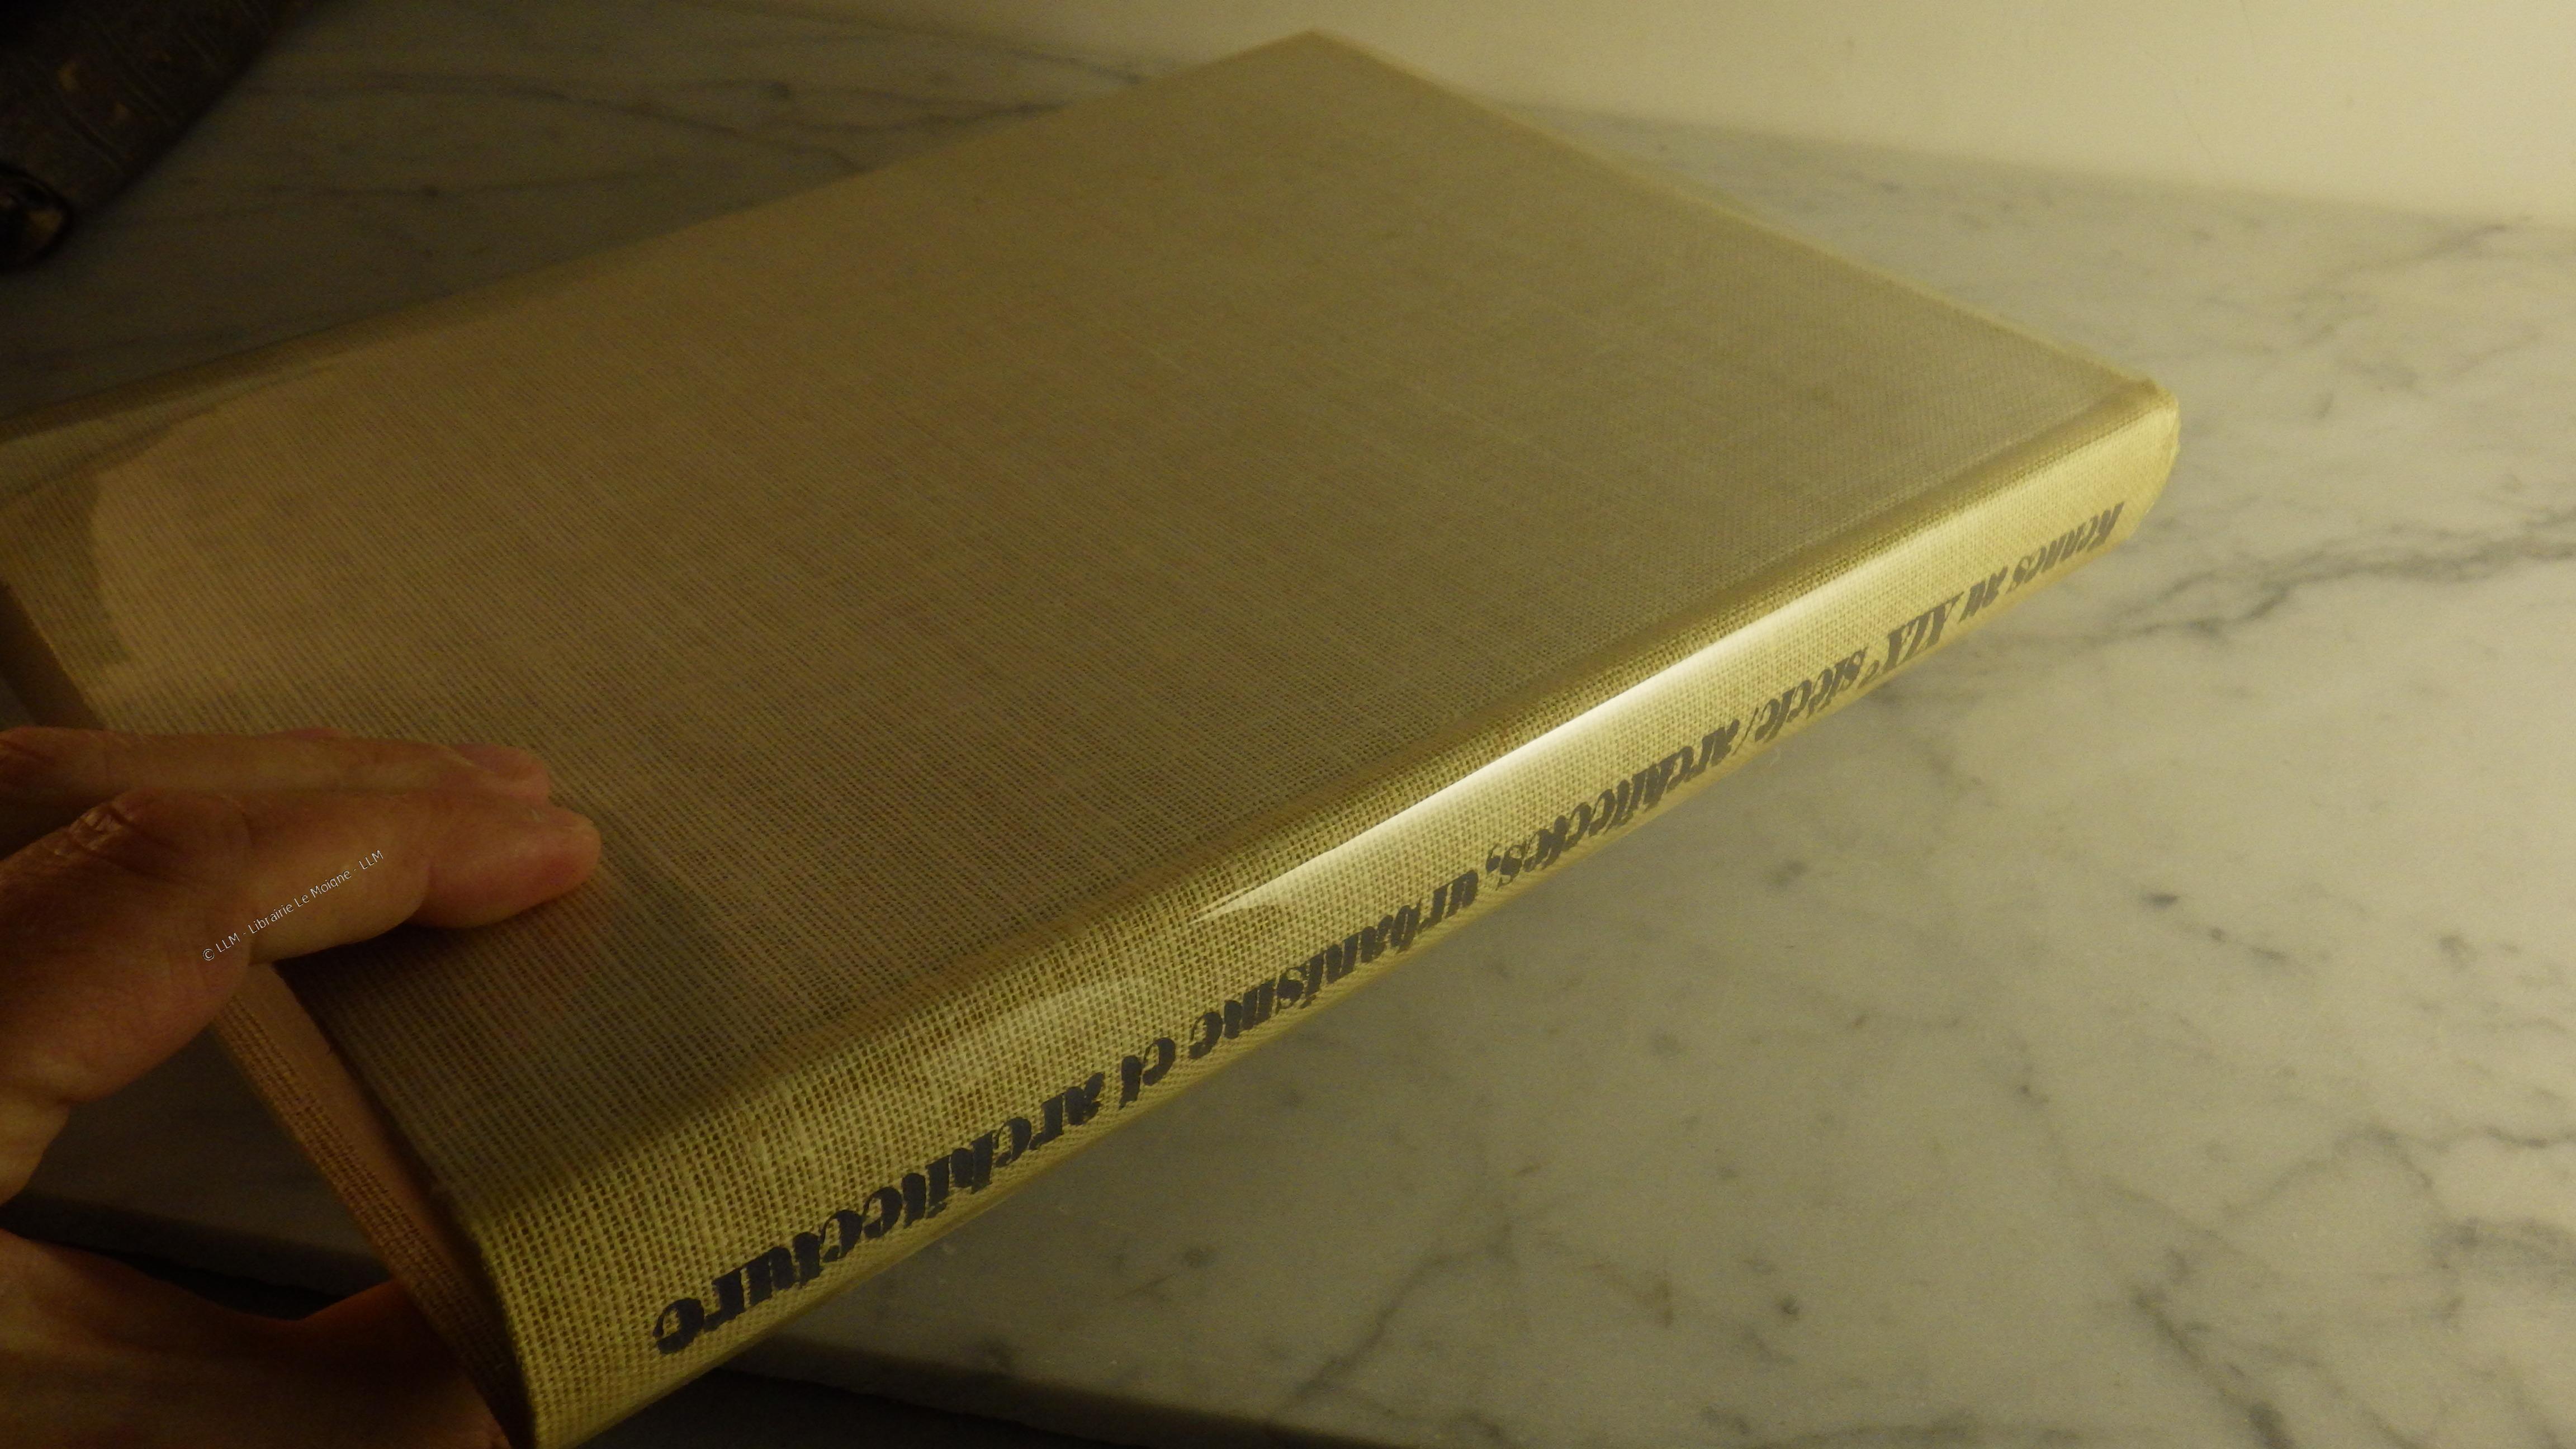 Rennes au XIXe siècle/architectes, urbanisme et architecture
© LLM - Librairie Le Moigne - LLM